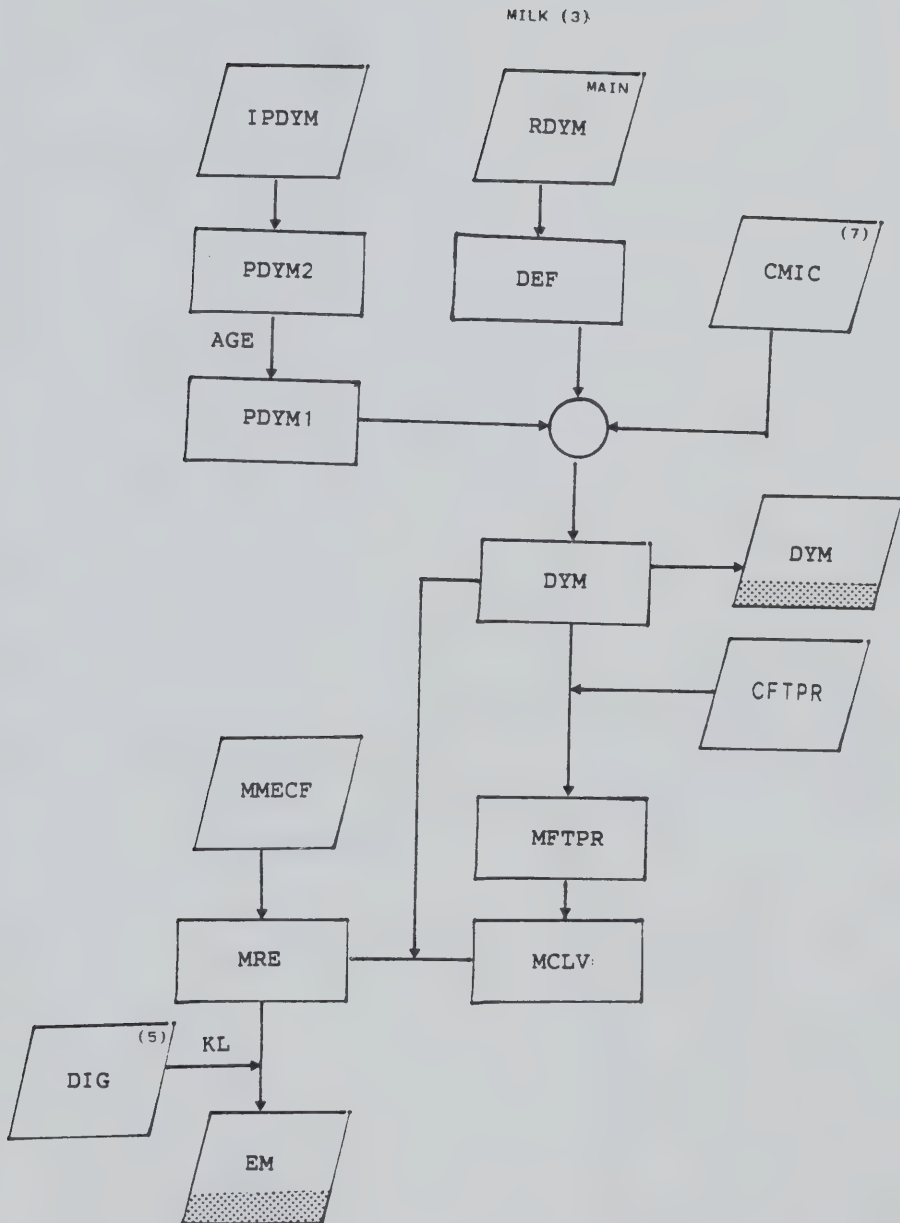 MILK (3)
IPDYM
MAIN
RDYM
(7)
CMIC
PDYM2
DEF
AGE
PDYM1
DYM
DYM
CFTPR
MMECF
MFTPR
MRE
MCLV
(5)
KL
DIG
EM